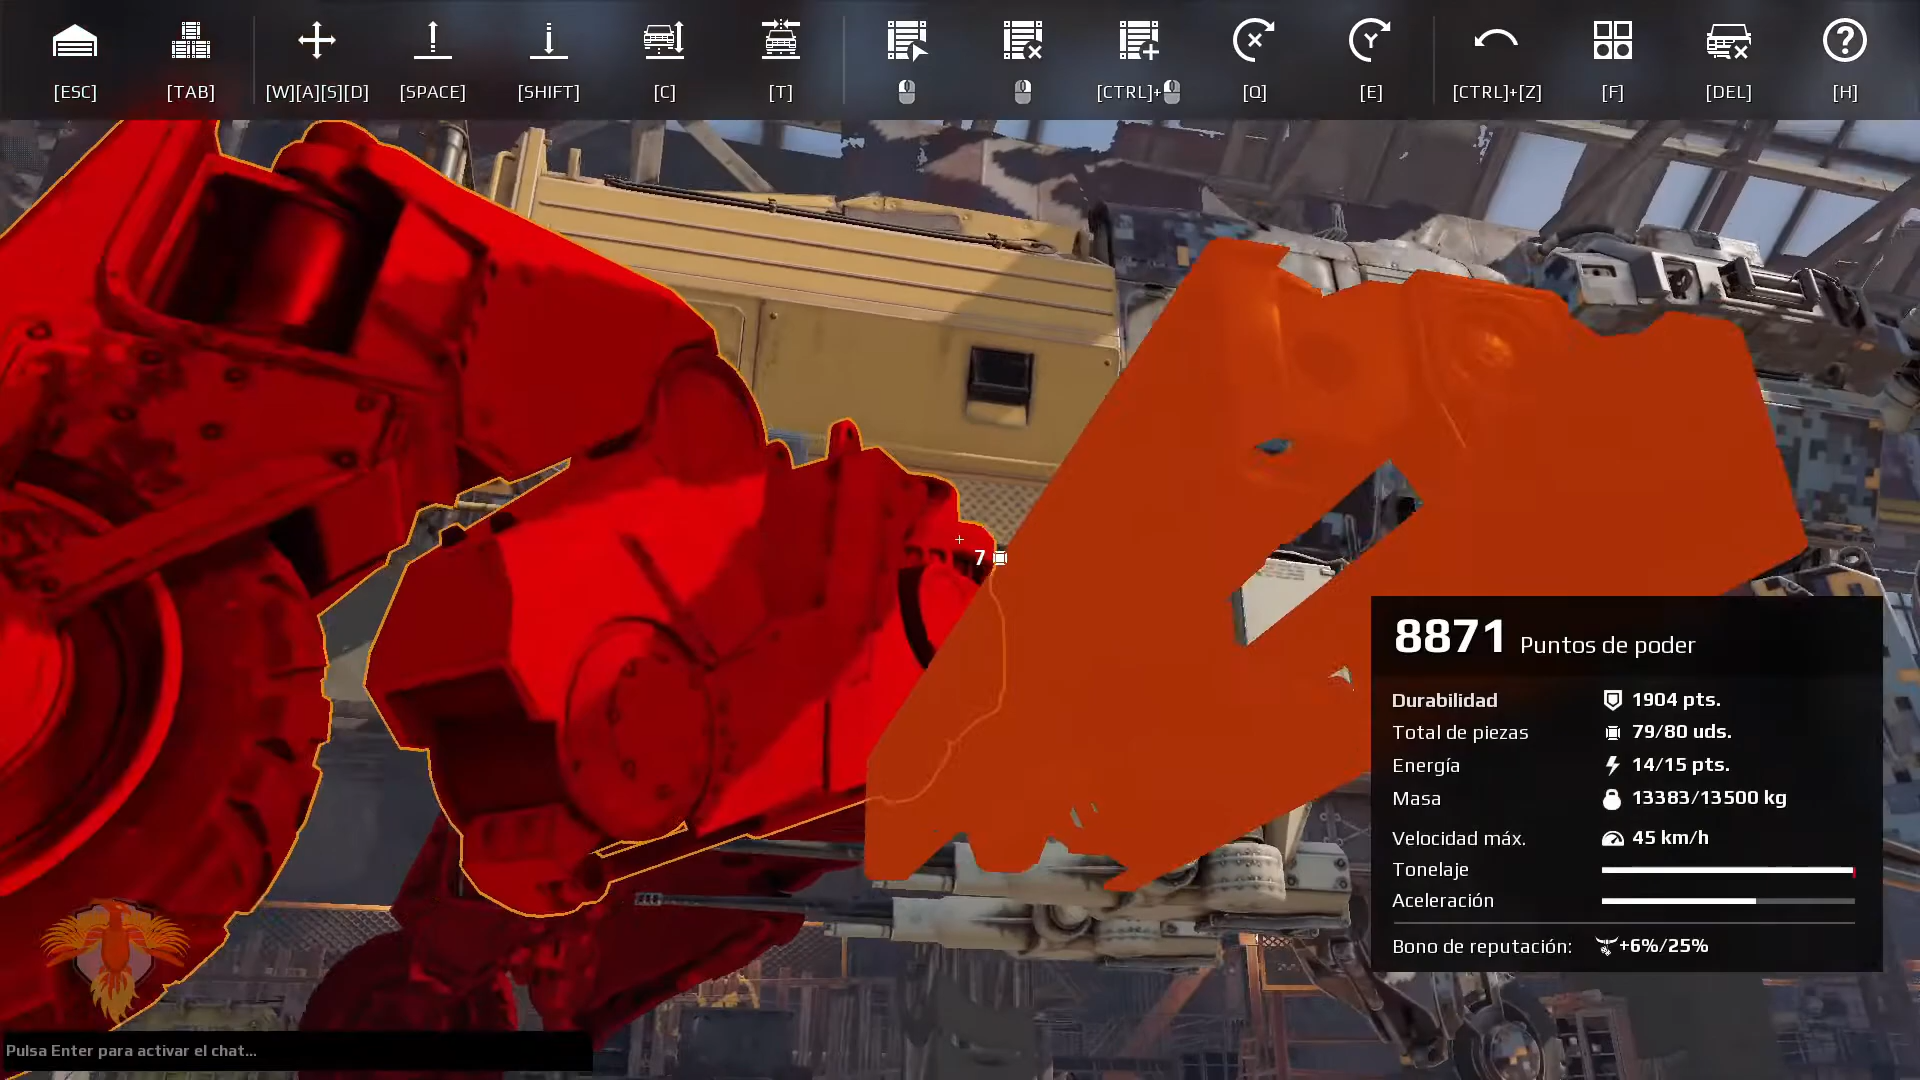 [ESC]
[TAB]
[W][A][S][D]
[SPACE]
[SHIFT]
[C]
[T]
[CTRL]+
X
[Q]
Y
[E]
[CTRL]+[Z]
[F]
[DEL]
?
[H]
7
8871 Puntos de poder
Durabilidad 1904 pts.
Total de piezas 79/80 uds.
Energía 14/15 pts.
Masa 13383/13500 kg
Velocidad máx. 45 km/h
Tonelaje
Aceleración
Bono de reputación: +6%/25%
Pulsa Enter para activar el chat...